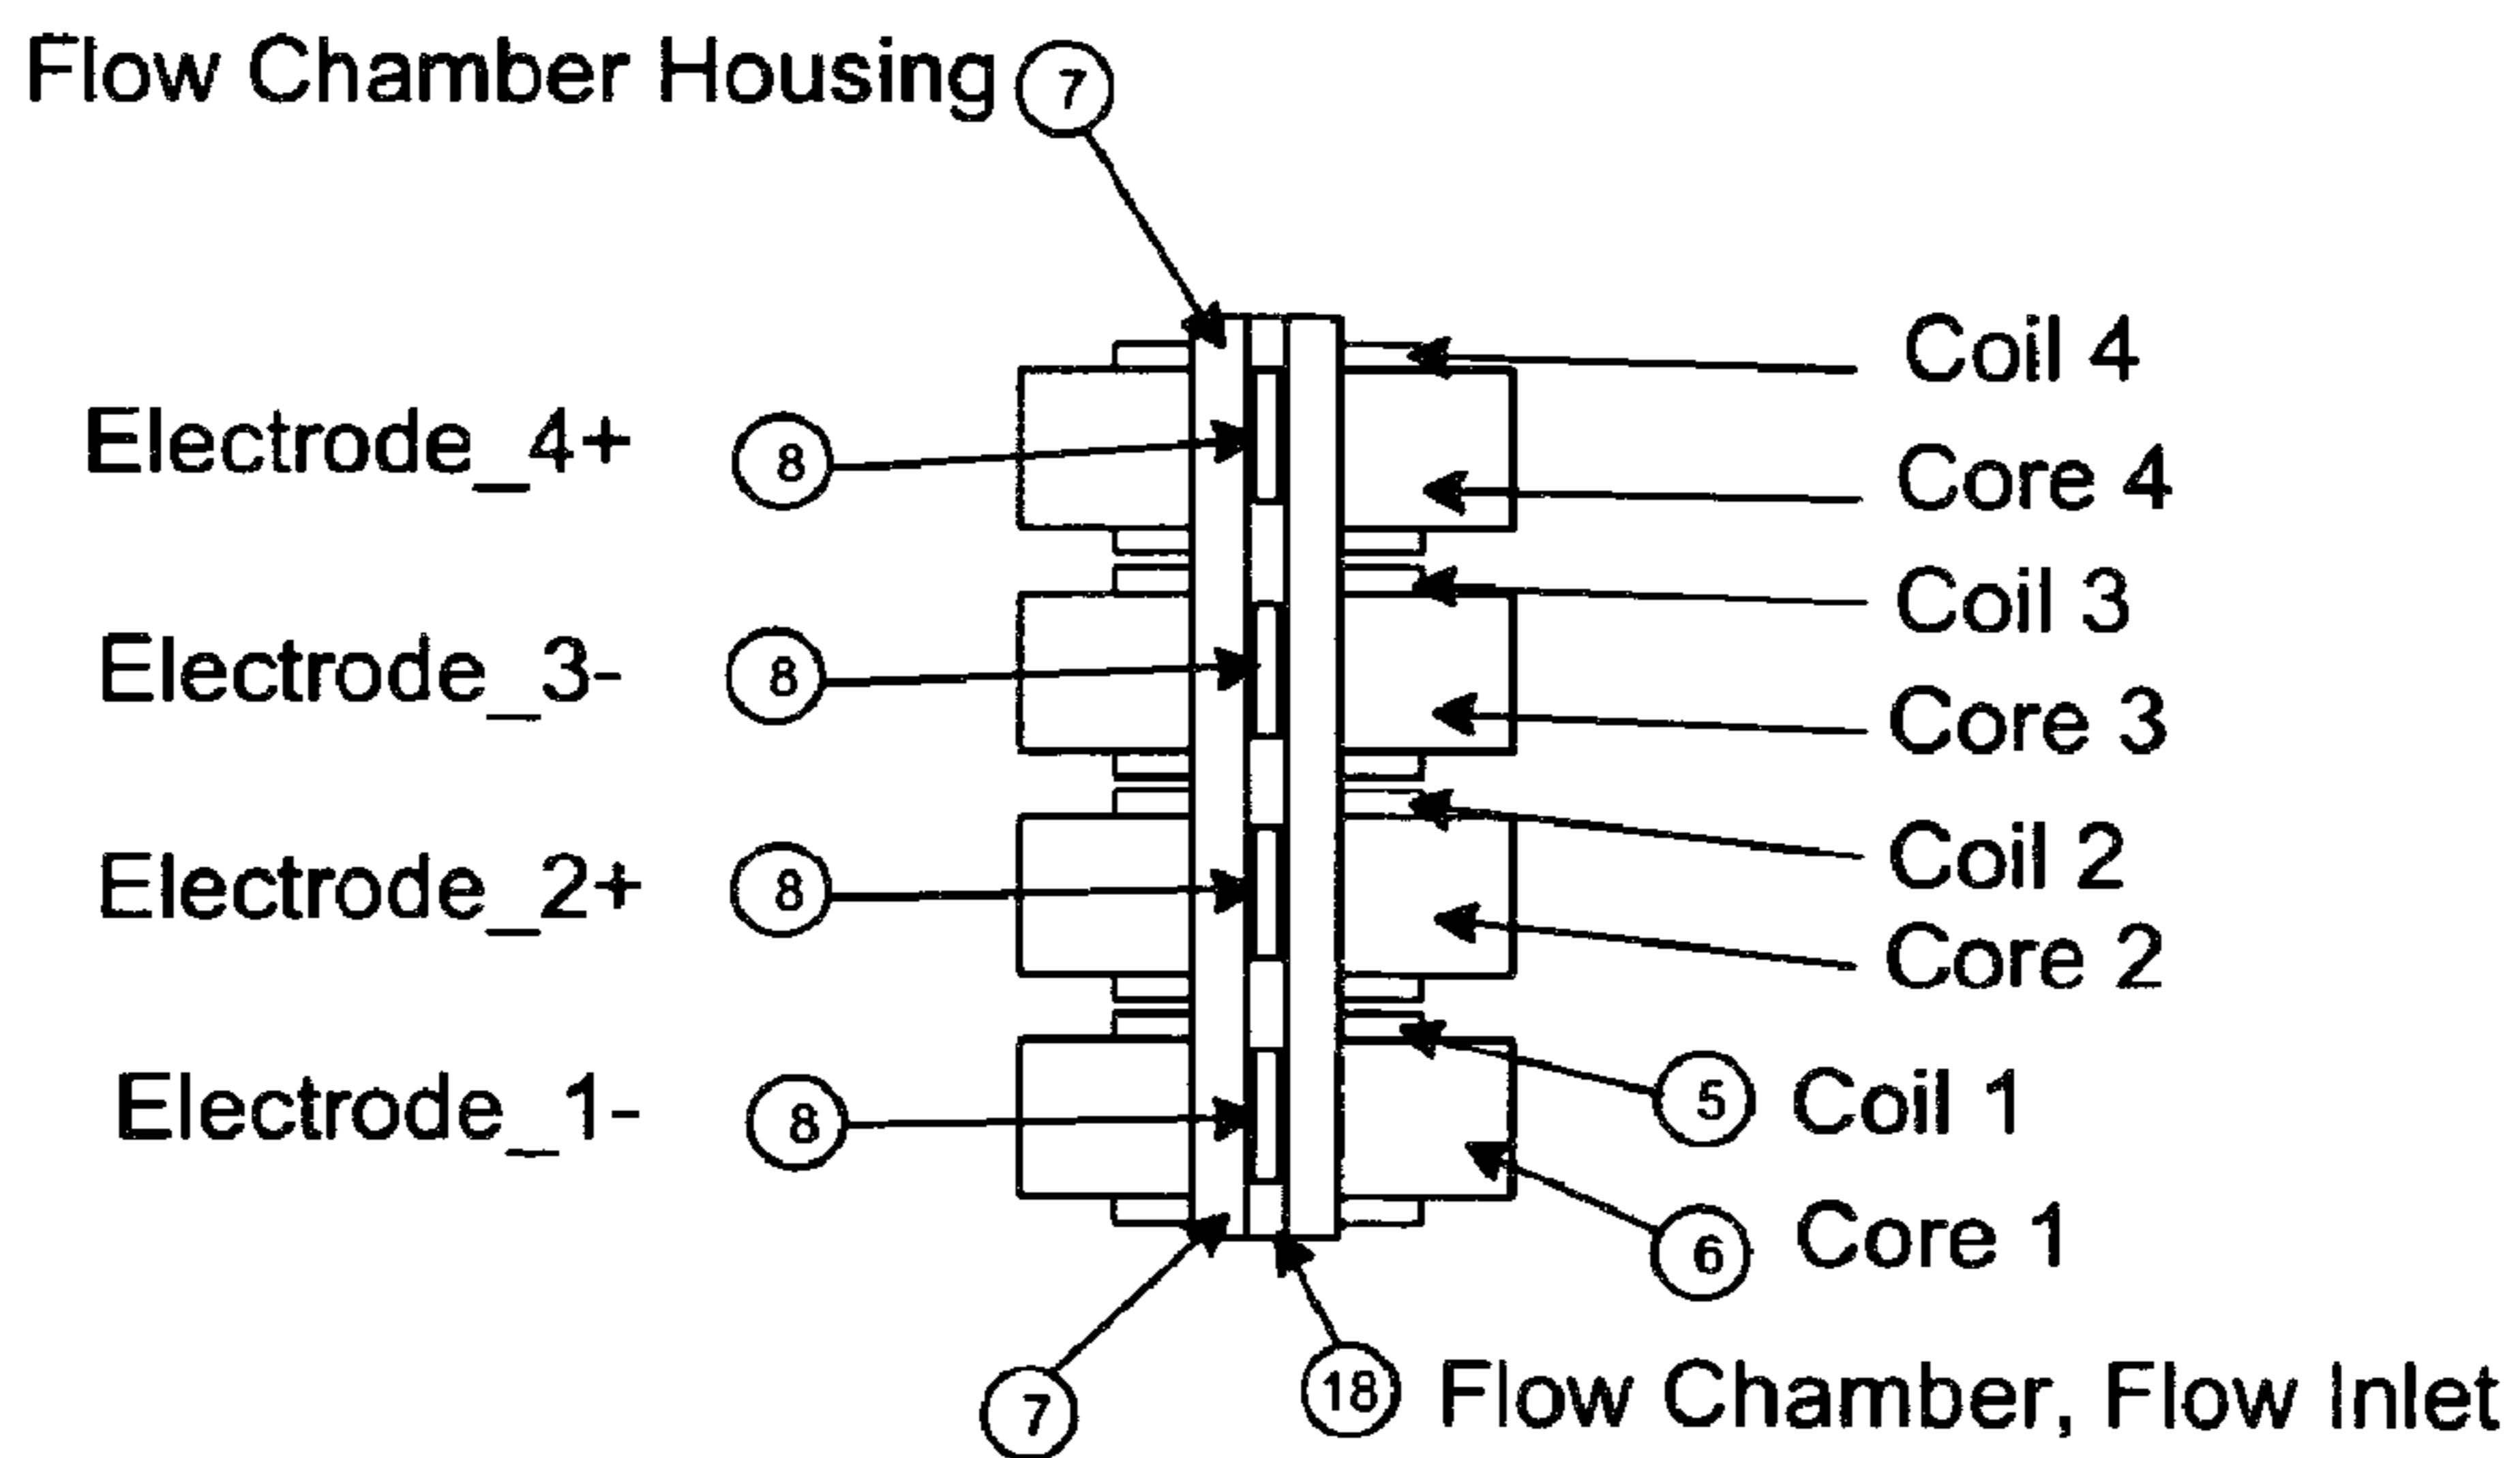 Flow Chamber Housing 7
Coil 4
Electrode_4+ 8
Core 4
Coil 3
Electrode_3- 8
Core 3
Coil 2
Electrode_2+ 8
Core 2
Electrode_1- 8
5 Coil 1
6 Core 1
7
18 Flow Chamber, Flow Inlet